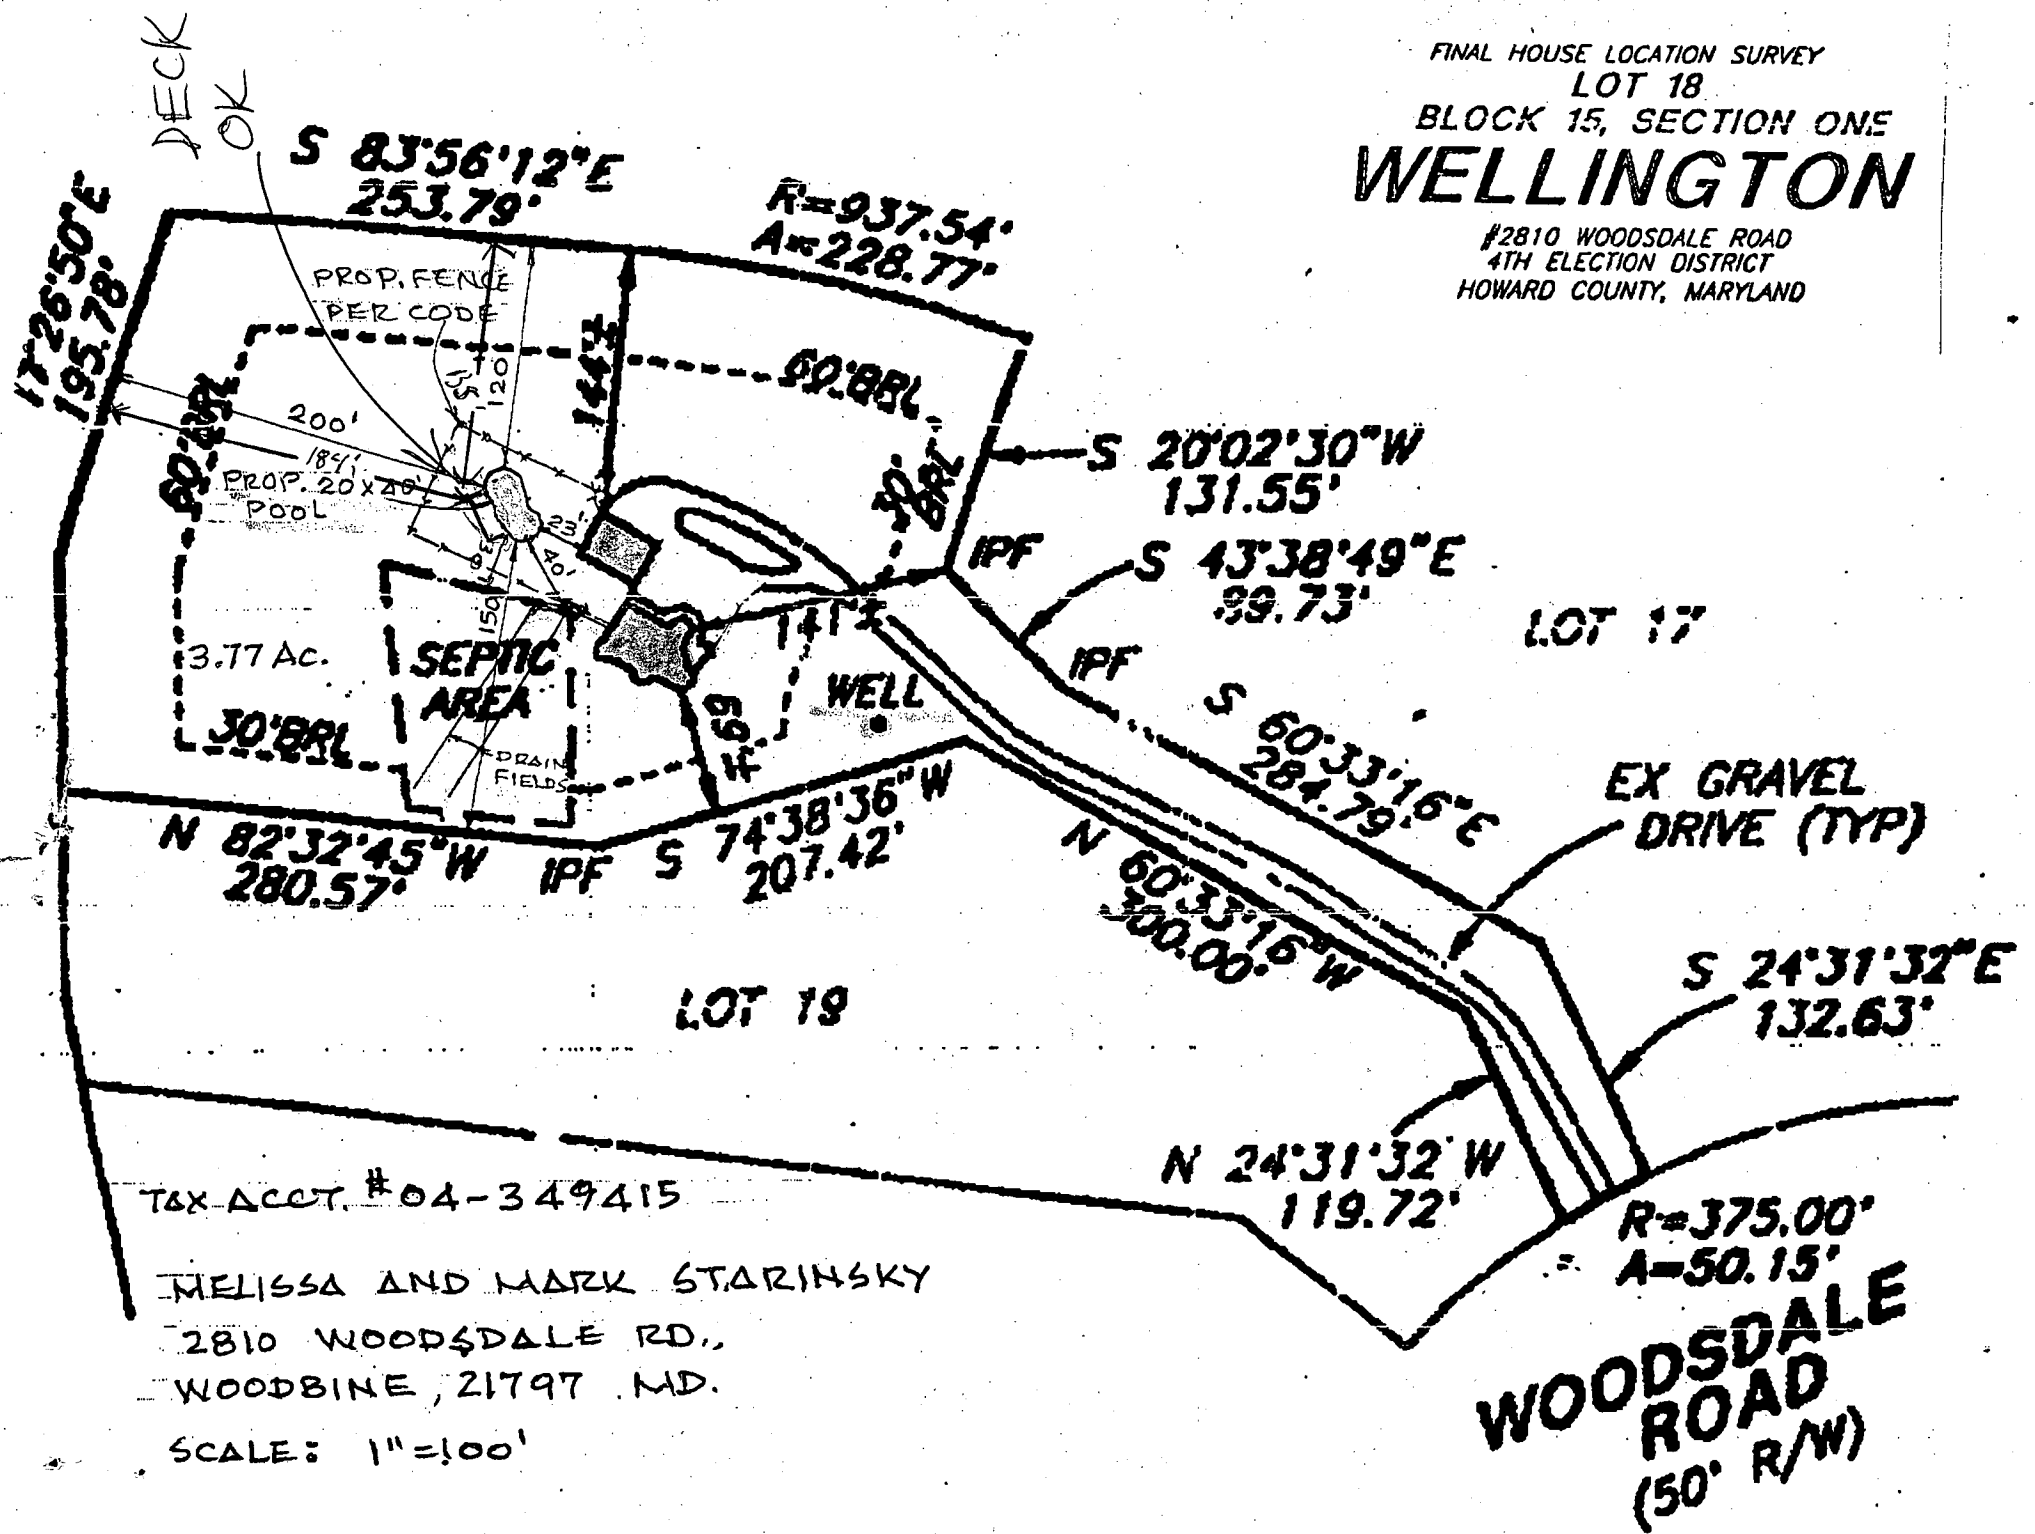 FINAL HOUSE LOCATION SURVEY
LOT 18
BLOCK 15, SECTION ONE
WELLINGTON
#2810 WOODSDALE ROAD
4TH ELECTION DISTRICT
HOWARD COUNTY, MARYLAND
DECK
OK
S 83°56'12"E
253.79'
R=937.54'
A=228.77'
17°26'50"E
195.78'
PROP. FENCE
PER CODE
120'
144'±
60'BRL
60'BRL
200'
184'
PROP. 20 X 40'
POOL
23'
40'
150'
BRL
S 20°02'30"W
131.55'
IPF
S 43°38'49"E
99.73'
LOT 17
IPF
141'±
3.77 AC.
SEPTIC
AREA
WELL
69'±
30'BRL
DRAIN
FIELDS
S 60°33'16"E
284.79'
EX GRAVEL
DRIVE (TYP)
N 82°32'45"W
280.57'
IPF
S 74°38'36"W
207.42'
N 60°33'16"W
300.00'
S 24°31'32"E
132.63'
LOT 19
N 24°31'32"W
119.72'
R=375.00'
A=50.15'
TAX ACCT. #04-349415
MELISSA AND MARK STARINSKY
2810 WOODSDALE RD.,
WOODBINE, 21797 MD.
SCALE: 1"=100'
WOODSDALE
ROAD
(50' R/W)